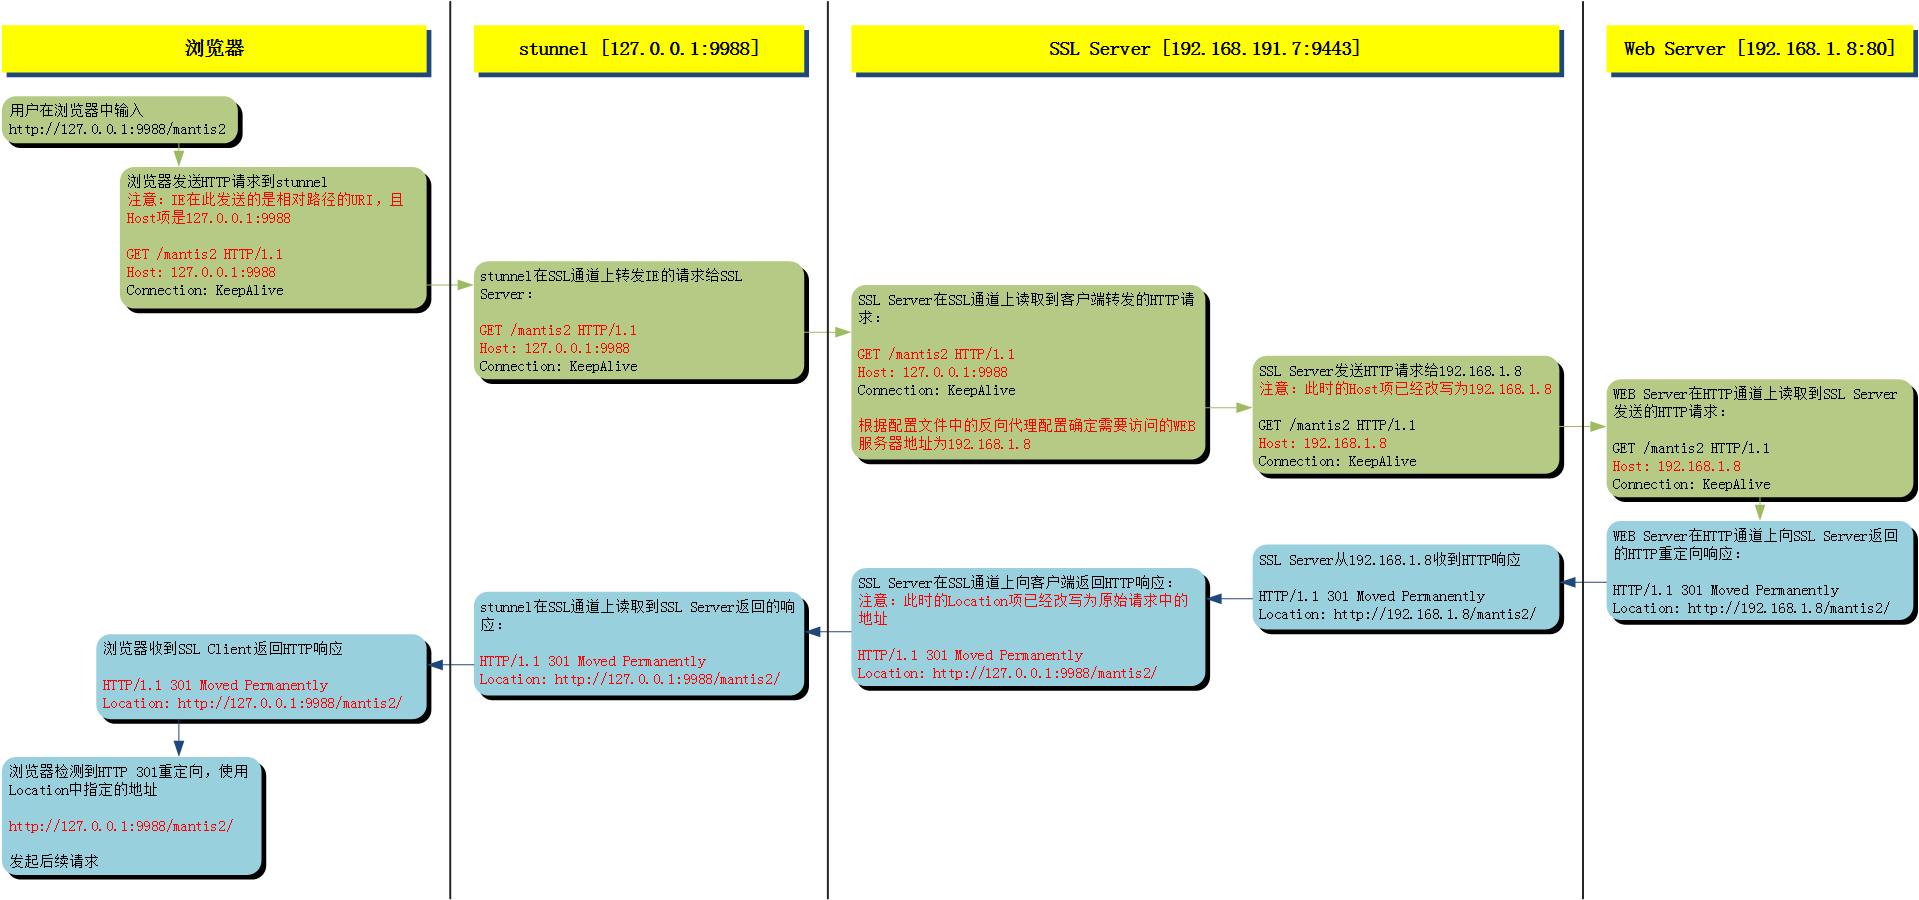 浏览器
stunnel [127.0.0.1:9988]
SSL Server [192.168.191.7:9443]
Web Server [192.168.1.8:80]
用户在浏览器中输入
http://127.0.0.1:9988/mantis2
浏览器发送HTTP请求到stunnel
注意：IE在此发送的是相对路径的URI，且
Host项是127.0.0.1:9988
GET /mantis2 HTTP/1.1
Host: 127.0.0.1:9988
Connection: KeepAlive
stunnel在SSL通道上转发IE的请求给SSL
Server：
GET /mantis2 HTTP/1.1
Host: 127.0.0.1:9988
Connection: KeepAlive
SSL Server在SSL通道上读取到客户端转发的HTTP请
求：
GET /mantis2 HTTP/1.1
Host: 127.0.0.1:9988
Connection: KeepAlive
根据配置文件中的反向代理配置确定需要访问的WEB
服务器地址为192.168.1.8
SSL Server发送HTTP请求给192.168.1.8
注意：此时的Host项已经改写为192.168.1.8
GET /mantis2 HTTP/1.1
Host: 192.168.1.8
Connection: KeepAlive
WEB Server在HTTP通道上读取到SSL Server
发送的HTTP请求：
GET /mantis2 HTTP/1.1
Host: 192.168.1.8
Connection: KeepAlive
WEB Server在HTTP通道上向SSL Server返回
的HTTP重定向响应：
HTTP/1.1 301 Moved Permanently
Location: http://192.168.1.8/mantis2/
SSL Server从192.168.1.8收到HTTP响应
HTTP/1.1 301 Moved Permanently
Location: http://192.168.1.8/mantis2/
SSL Server在SSL通道上向客户端返回HTTP响应：
注意：此时的Location项已经改写为原始请求中的
地址
HTTP/1.1 301 Moved Permanently
Location: http://127.0.0.1:9988/mantis2/
stunnel在SSL通道上读取到SSL Server返回的响
应：
HTTP/1.1 301 Moved Permanently
Location: http://127.0.0.1:9988/mantis2/
浏览器收到SSL Client返回HTTP响应
HTTP/1.1 301 Moved Permanently
Location: http://127.0.0.1:9988/mantis2/
浏览器检测到HTTP 301重定向，使用
Location中指定的地址
http://127.0.0.1:9988/mantis2/
发起后续请求